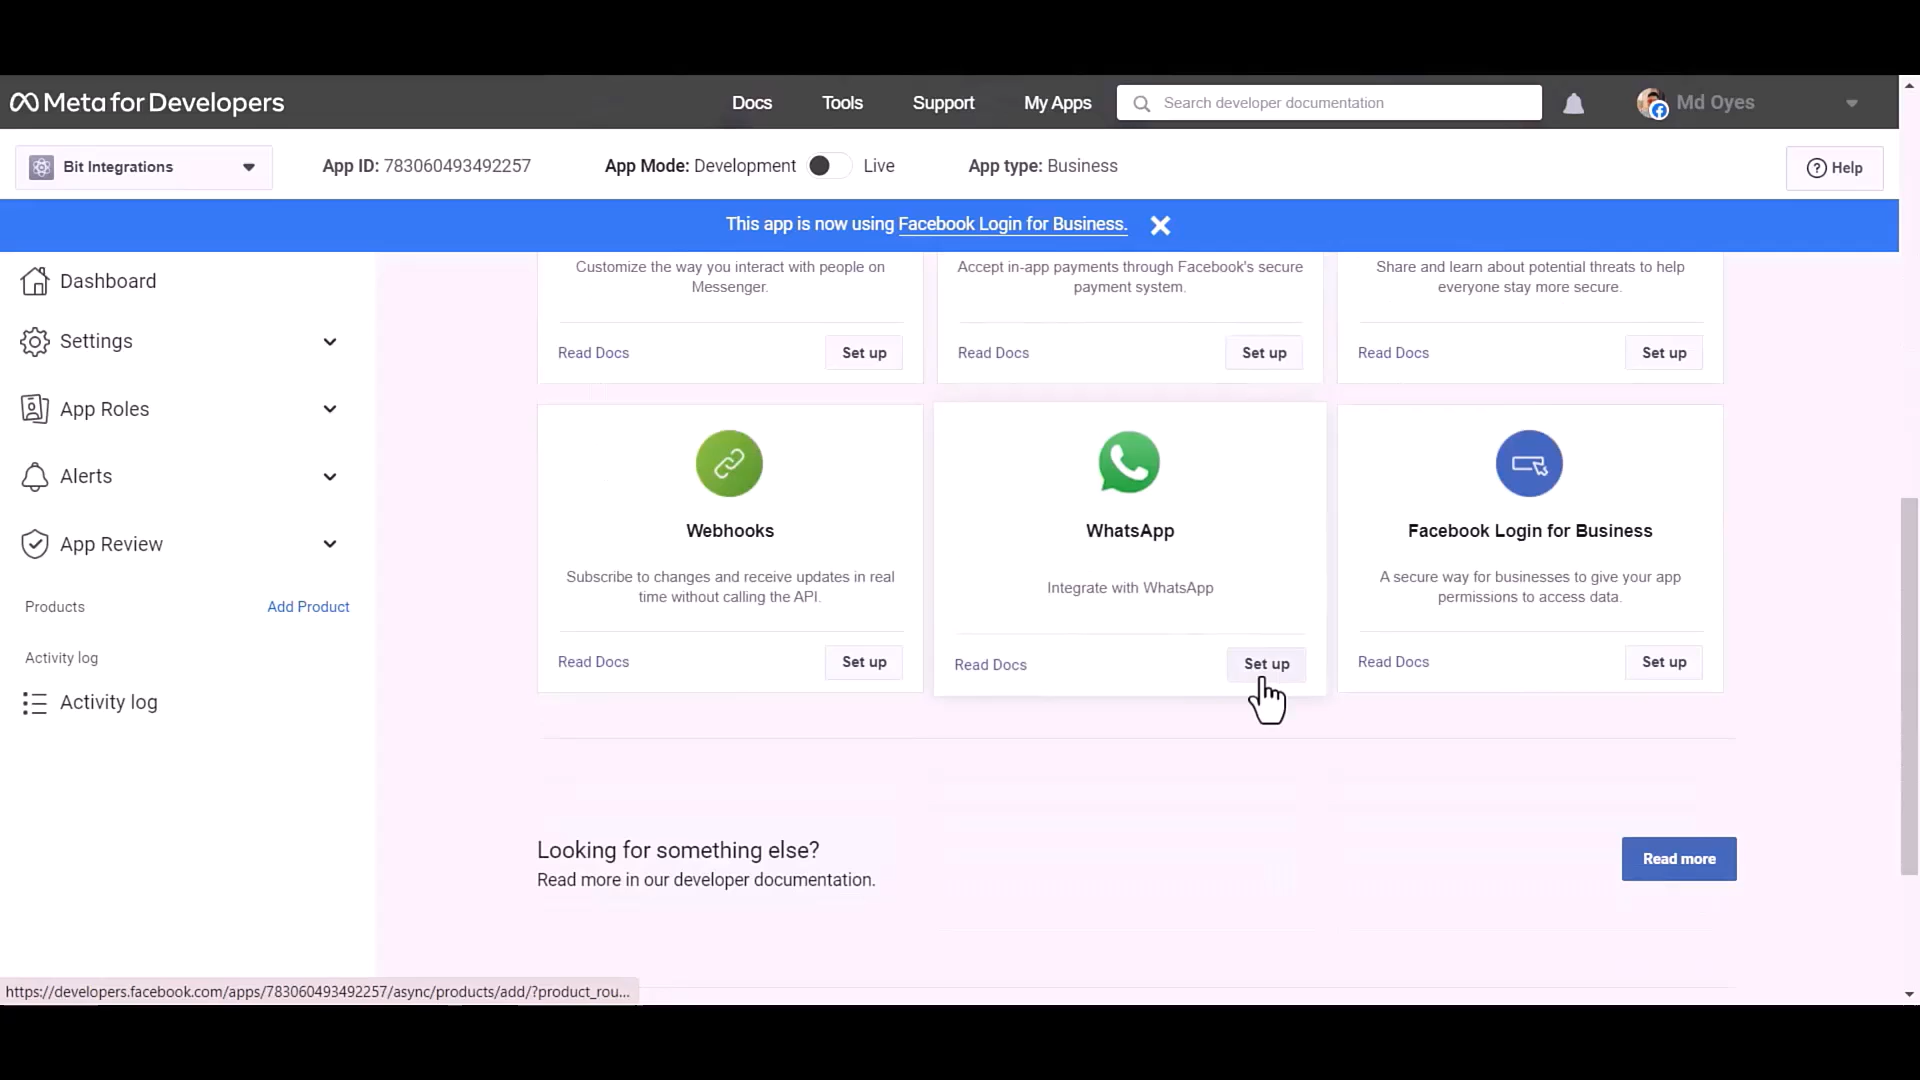 Meta for Developers
Docs
Tools
Support
My Apps
Search developer documentation
Md Oyes
Bit Integrations
App ID: 783060493492257
App Mode: Development
Live
App type: Business
Help
This app is now using Facebook Login for Business.
Dashboard
Settings
App Roles
Alerts
App Review
Products
Add Product
Activity log
Activity log
Customize the way you interact with people on
Messenger.
Read Docs
Set up
Accept in-app payments through Facebook's secure
payment system.
Read Docs
Set up
Share and learn about potential threats to help
everyone stay more secure.
Read Docs
Set up
Webhooks
Subscribe to changes and receive updates in real
time without calling the API.
Read Docs
Set up
WhatsApp
Integrate with WhatsApp
Read Docs
Set up
Facebook Login for Business
A secure way for businesses to give your app
permissions to access data.
Read Docs
Set up
Looking for something else?
Read more in our developer documentation.
Read more
https://developers.facebook.com/apps/783060493492257/async/products/add/?product_rou...